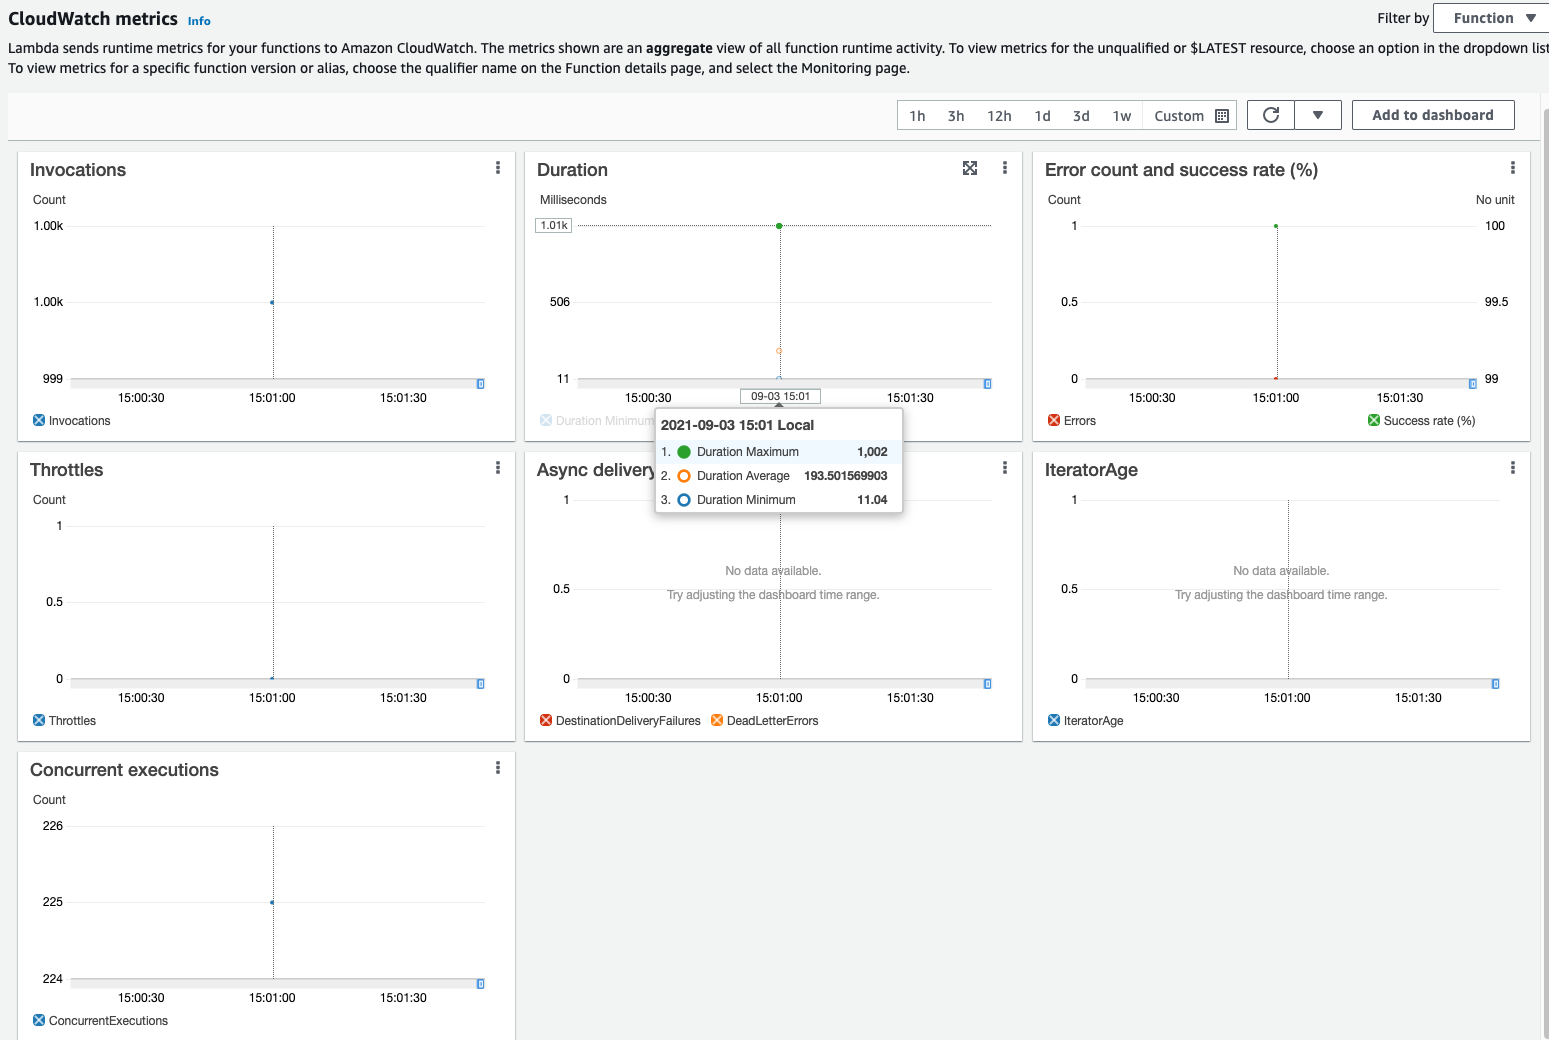 CloudWatch metrics Info
Filter by Function
Lambda sends runtime metrics for your functions to Amazon CloudWatch. The metrics shown are an aggregate view of all function runtime activity. To view metrics for the unqualified or $LATEST resource, choose an option in the dropdown list
To view metrics for a specific function version or alias, choose the qualifier name on the Function details page, and select the Monitoring page.
1h 3h 12h 1d 3d 1w Custom Add to dashboard
Invocations
Count
1.00k
1.00k
999
15:00:30 15:01:00 15:01:30
Invocations
Duration
Milliseconds
1.01k
506
11
15:00:30 09-03 15:01 15:01:30
Duration Minimum
2021-09-03 15:01 Local
1. Duration Maximum 1,002
2. Duration Average 193.501569903
3. Duration Minimum 11.04
Error count and success rate (%)
Count No unit
1 100
0.5 99.5
0 99
15:00:30 15:01:00 15:01:30
Errors Success rate (%)
Throttles
Count
1
0.5
0
15:00:30 15:01:00 15:01:30
Throttles
Async delivery
1
No data available.
0.5
Try adjusting the dashboard time range.
0
15:00:30 15:01:00 15:01:30
DestinationDeliveryFailures DeadLetterErrors
IteratorAge
1
No data available.
0.5
Try adjusting the dashboard time range.
0
15:00:30 15:01:00 15:01:30
IteratorAge
Concurrent executions
Count
226
225
224
15:00:30 15:01:00 15:01:30
ConcurrentExecutions